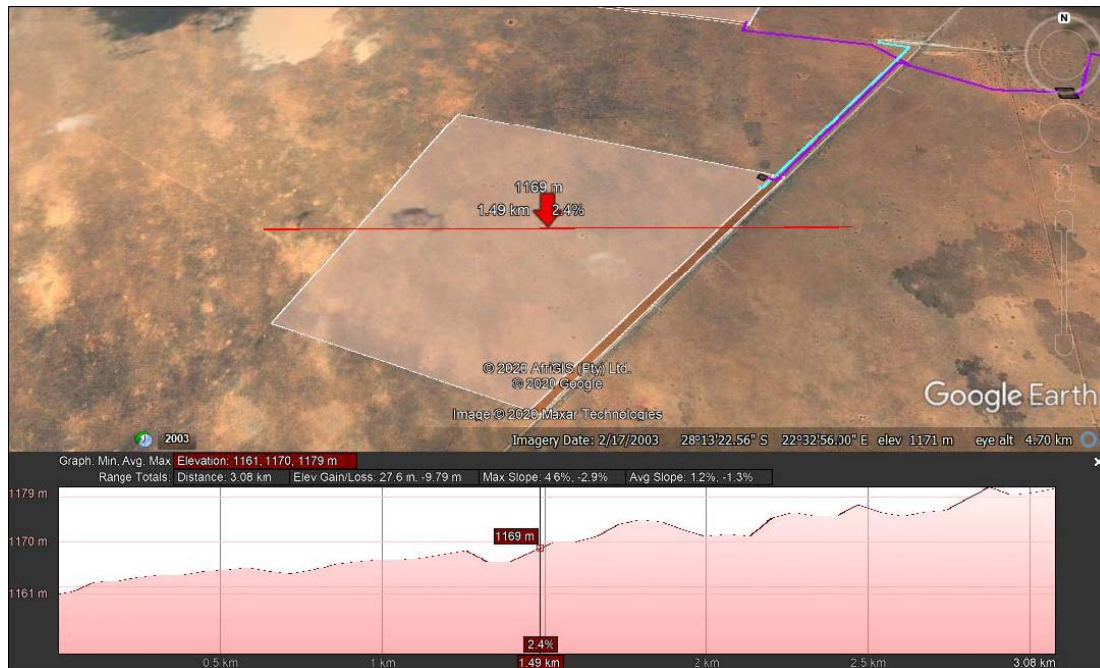 N
1169 m
1.49 km 2.4%
© 2020 AfriGIS (Pty) Ltd.
© 2020 Google
Image © 2020 Maxar Technologies
Google Earth
2003
Imagery Date: 2/17/2003 28°13'22.56" S 22°32'56.00" E elev 1171 m eye alt 4.70 km
Graph: Min, Avg, Max Elevation: 1161, 1170, 1179 m
Range Totals: Distance: 3.08 km Elev Gain/Loss: 27.6 m, -9.79 m Max Slope: 4.6%, -2.9% Avg Slope: 1.2%, -1.3%
1179 m
1170 m
1161 m
1169 m
2.4%
0.5 km 1 km 1.49 km 2 km 2.5 km 3.08 km